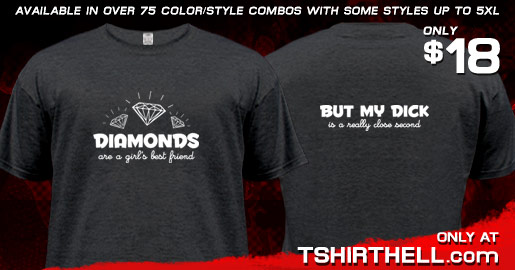 AVAILABLE IN OVER 75 COLOR/STYLE COMBOS WITH SOME STYLES UP TO 5XL
ONLY
$18
DIAMONDS
are a girl's best friend
BUT MY DICK
is a really close second
ONLY AT
TSHIRTHELL.com